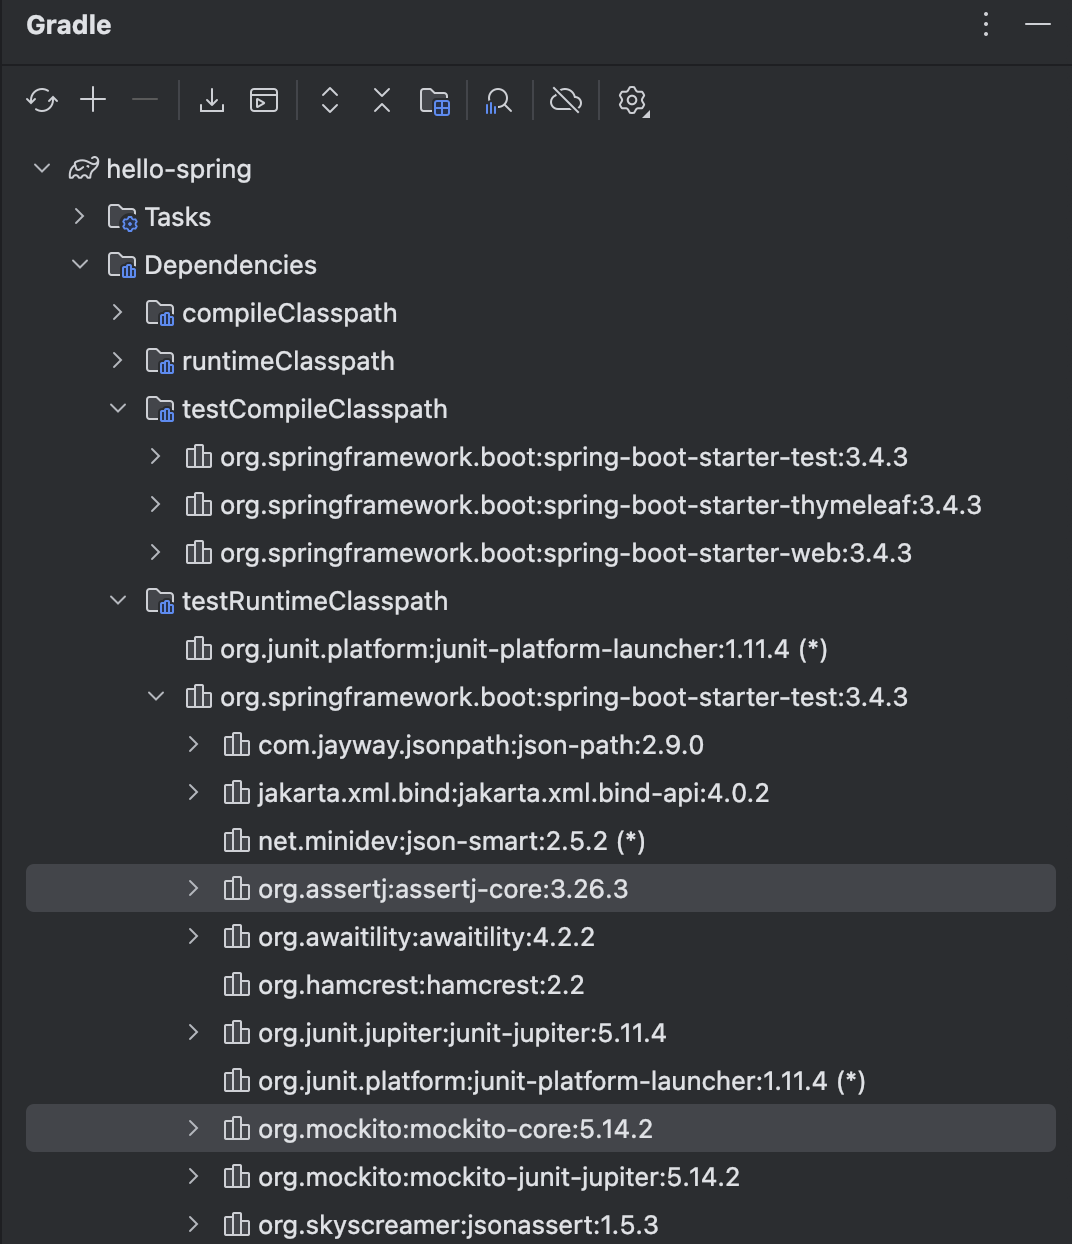 Gradle
hello-spring
Tasks
Dependencies
compileClasspath
runtimeClasspath
testCompileClasspath
org.springframework.boot:spring-boot-starter-test:3.4.3
org.springframework.boot:spring-boot-starter-thymeleaf:3.4.3
org.springframework.boot:spring-boot-starter-web:3.4.3
testRuntimeClasspath
org.junit.platform:junit-platform-launcher:1.11.4 (*)
org.springframework.boot:spring-boot-starter-test:3.4.3
com.jayway.jsonpath:json-path:2.9.0
jakarta.xml.bind:jakarta.xml.bind-api:4.0.2
net.minidev:json-smart:2.5.2 (*)
org.assertj:assertj-core:3.26.3
org.awaitility:awaitility:4.2.2
org.hamcrest:hamcrest:2.2
org.junit.jupiter:junit-jupiter:5.11.4
org.junit.platform:junit-platform-launcher:1.11.4 (*)
org.mockito:mockito-core:5.14.2
org.mockito:mockito-junit-jupiter:5.14.2
org.skyscreamer:jsonassert:1.5.3